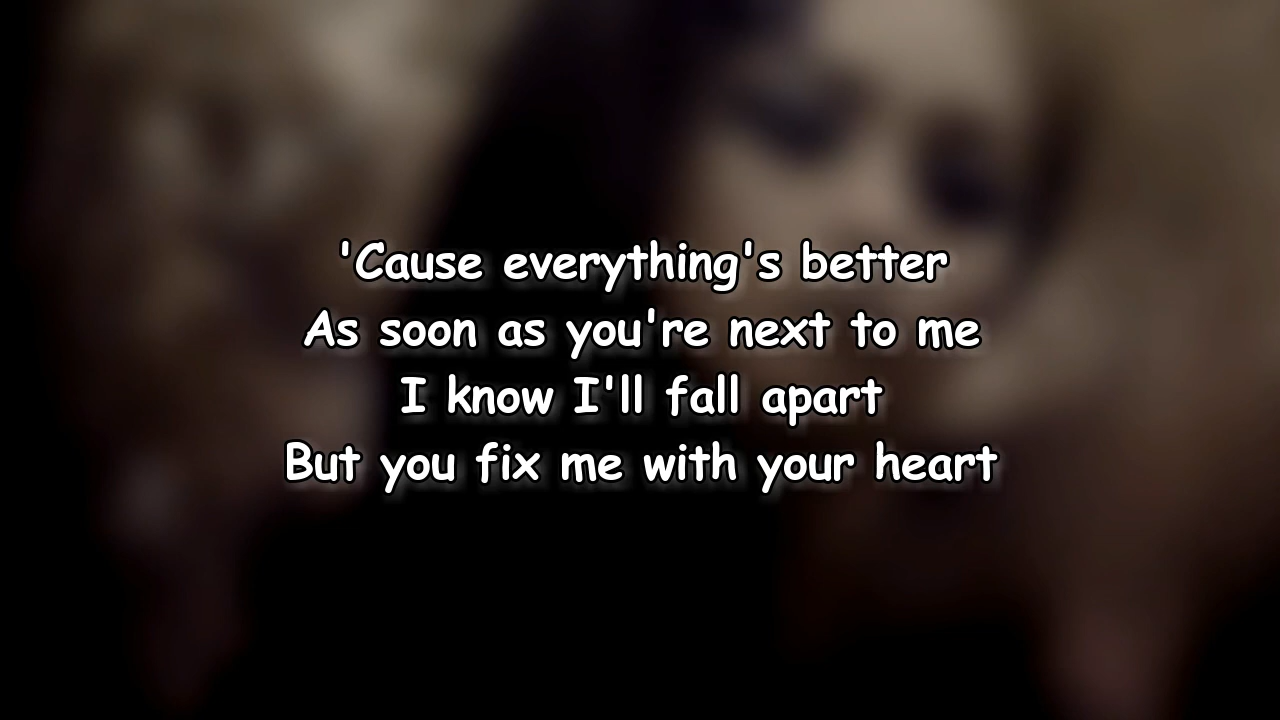 'Cause everything's better
As soon as you're next to me
I know I'll fall apart
But you fix me with your heart